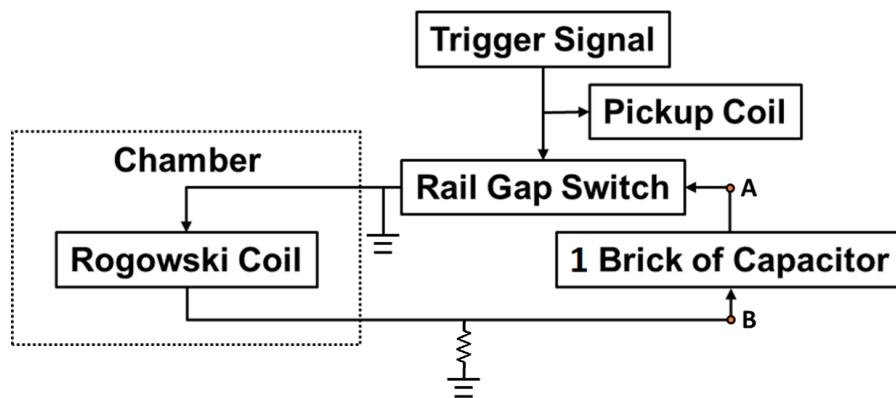 Trigger Signal
Pickup Coil
Chamber
Rail Gap Switch
A
Rogowski Coil
1 Brick of Capacitor
B